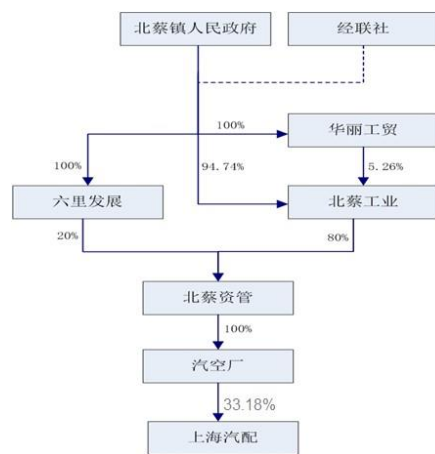 北蔡镇人民政府
经联社
100%
华丽工贸
100%
94.74%
5.26%
六里发展
北蔡工业
20%
80%
北蔡资管
100%
汽空厂
33.18%
上海汽配